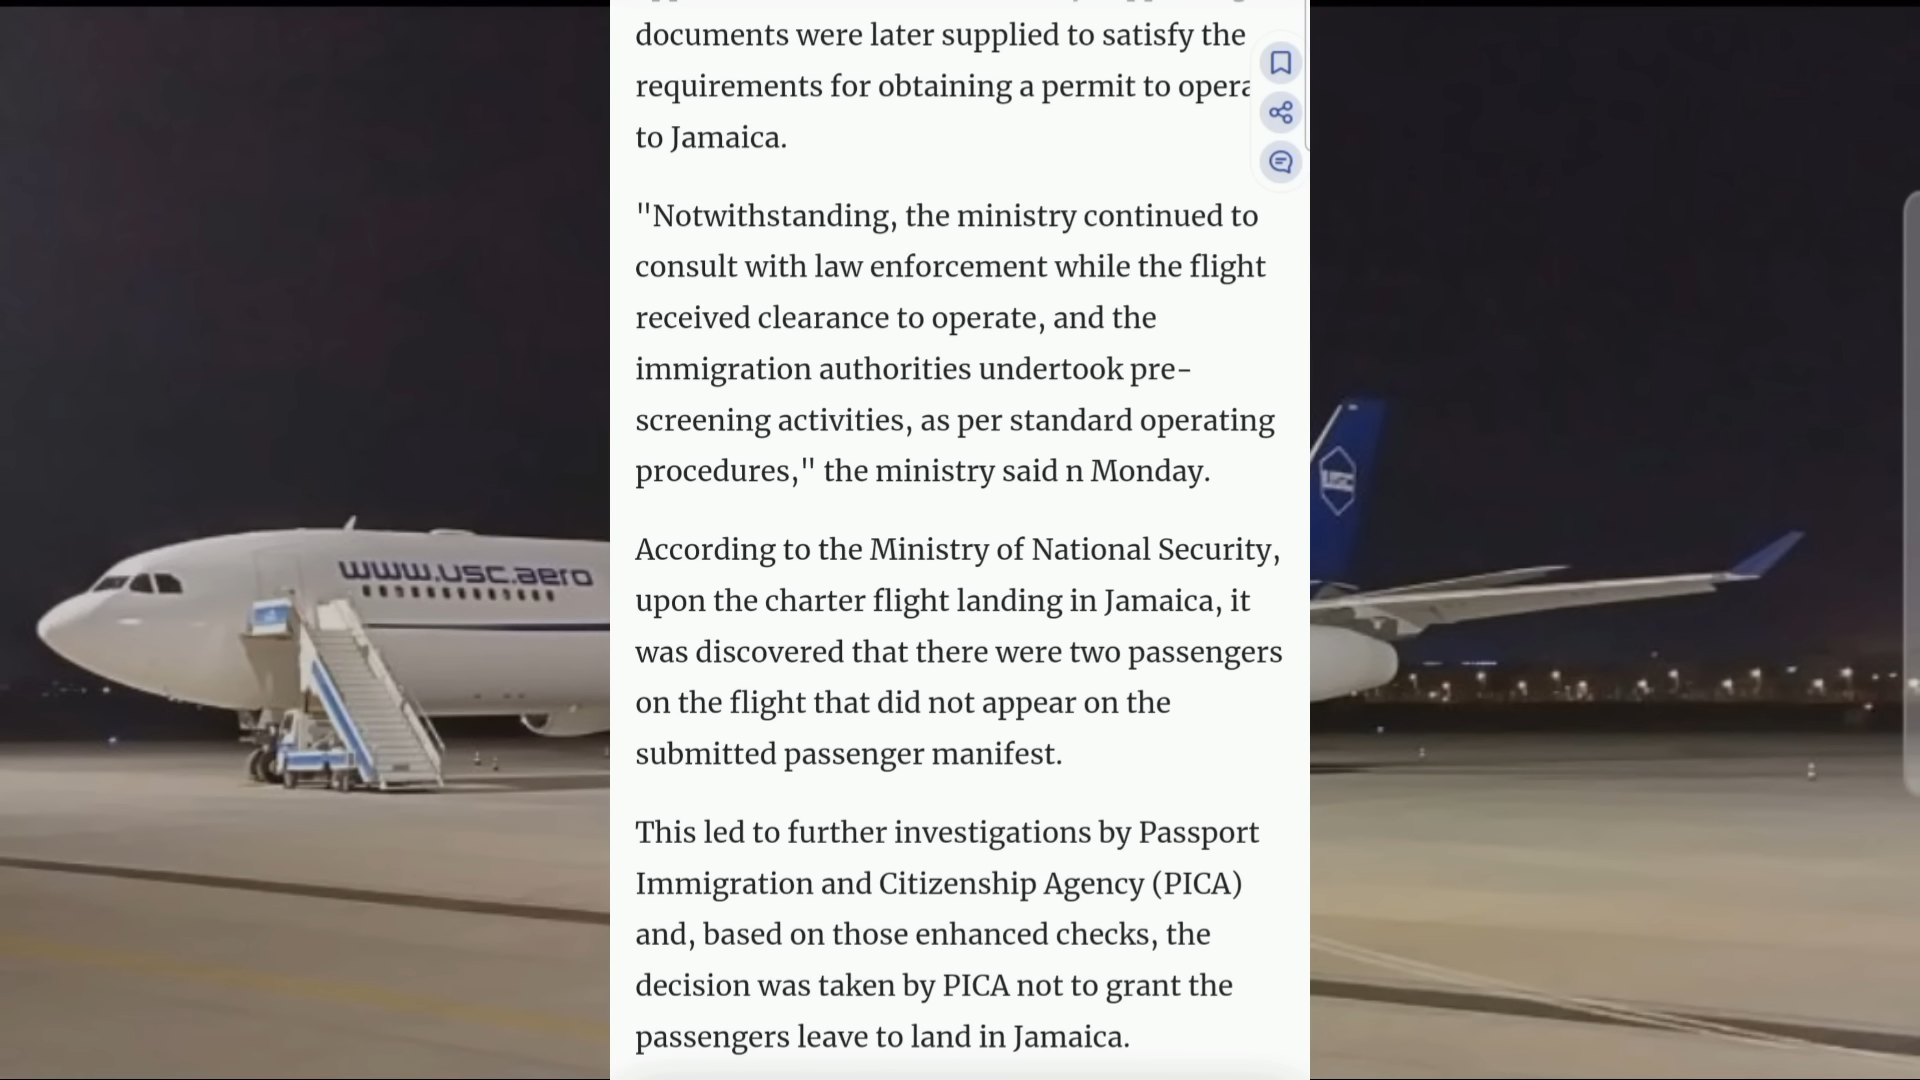 documents were later supplied to satisfy the
requirements for obtaining a permit to opera
to Jamaica.
"Notwithstanding, the ministry continued to
consult with law enforcement while the flight
received clearance to operate, and the
immigration authorities undertook pre-
screening activities, as per standard operating
procedures," the ministry said n Monday.
According to the Ministry of National Security,
upon the charter flight landing in Jamaica, it
was discovered that there were two passengers
on the flight that did not appear on the
submitted passenger manifest.
This led to further investigations by Passport
Immigration and Citizenship Agency (PICA)
and, based on those enhanced checks, the
decision was taken by PICA not to grant the
passengers leave to land in Jamaica.
www.usc.aero
USC